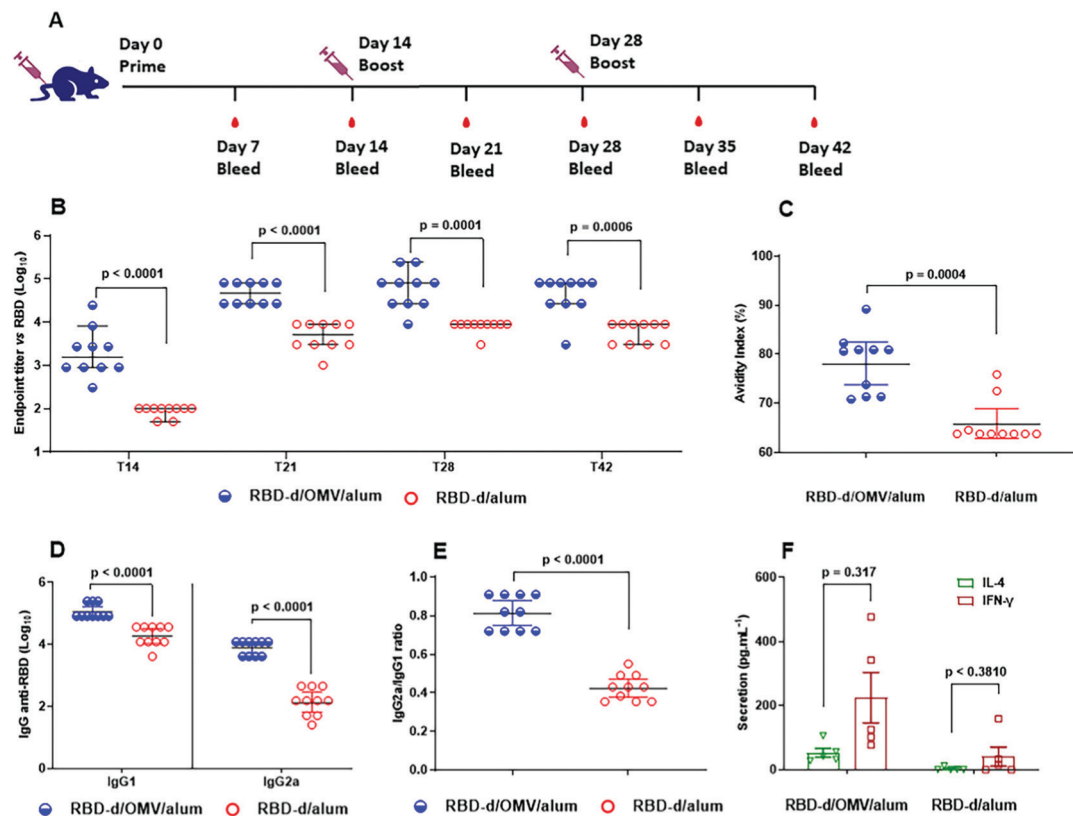 A
Day 0
Prime
Day 14
Boost
Day 28
Boost
Day 7
Bleed
Day 14
Bleed
Day 21
Bleed
Day 28
Bleed
Day 35
Bleed
Day 42
Bleed
B
Endpoint titer vs RBD (Log10)
6
5
4
3
2
1
p < 0.0001
p < 0.0001
p = 0.0001
p = 0.0006
T14
T21
T28
T42
RBD-d/OMV/alum
RBD-d/alum
C
Avidity Index (%)
100
90
80
70
60
p = 0.0004
RBD-d/OMV/alum
RBD-d/alum
D
IgG anti-RBD (Log10)
6
4
2
0
p < 0.0001
p < 0.0001
IgG1
IgG2a
RBD-d/OMV/alum
RBD-d/alum
E
IgG2a/IgG1 ratio
1.0
0.8
0.6
0.4
0.2
0.0
p < 0.0001
RBD-d/OMV/alum
RBD-d/alum
F
Secretion (pg.mL⁻¹)
600
400
200
0
p = 0.317
p < 0.3810
IL-4
IFN-γ
RBD-d/OMV/alum
RBD-d/alum